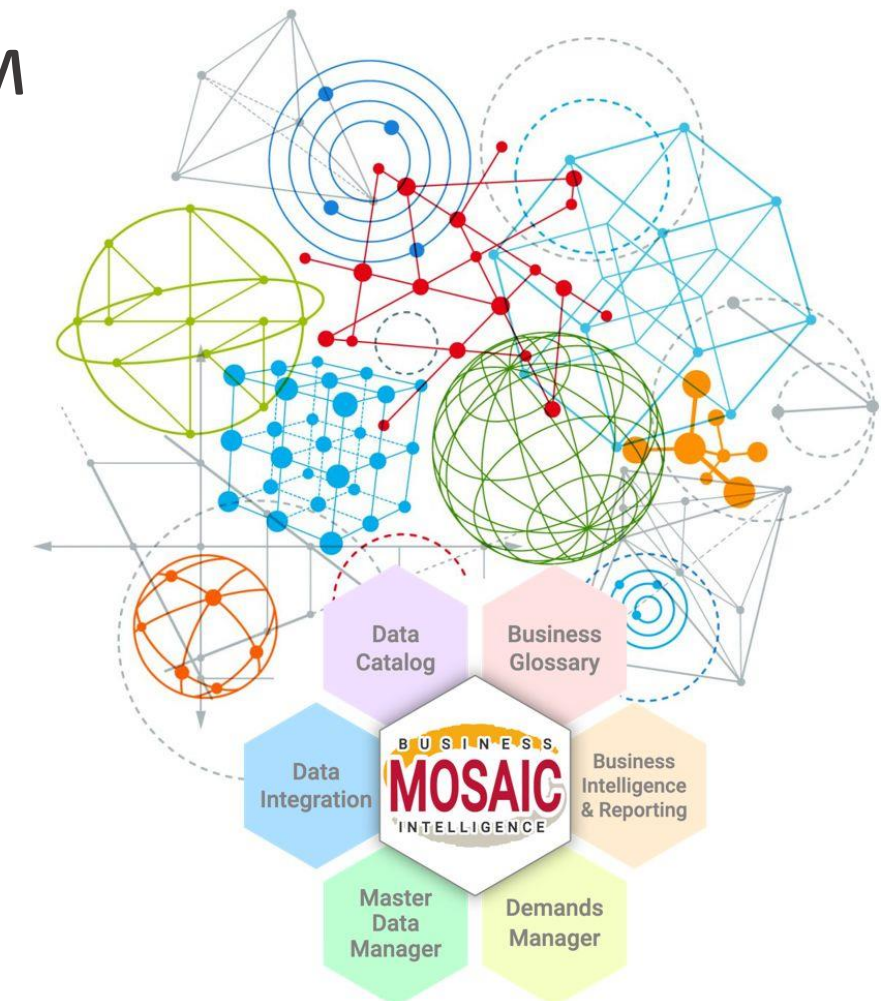 M
Data
Catalog
Business
Glossary
Data
Integration
BUSINESS
MOSAIC
INTELLIGENCE
Business
Intelligence
& Reporting
Master
Data
Manager
Demands
Manager